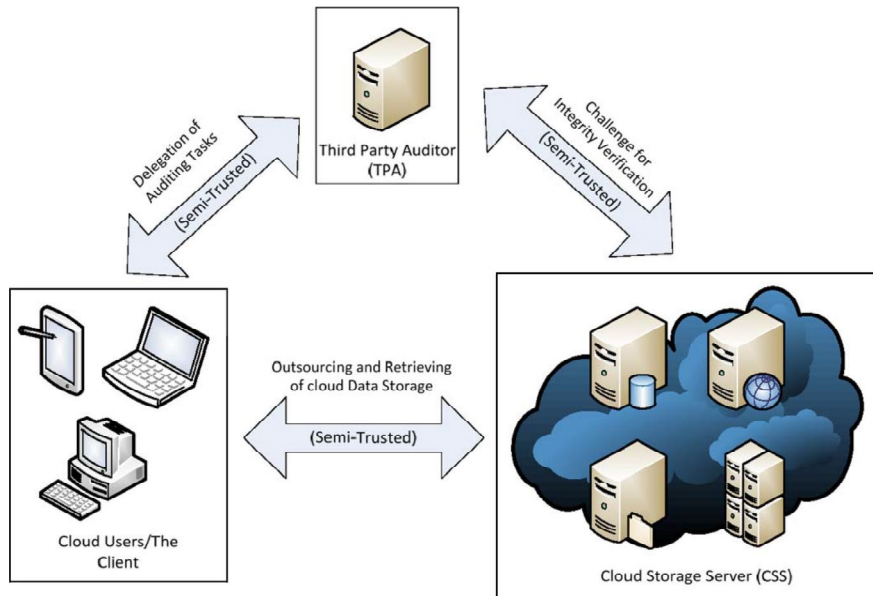 Third Party Auditor
(TPA)
Delegation of
Auditing Tasks
(Semi-Trusted)
Challenge for
Integrity Verification
(Semi-Trusted)
Outsourcing and Retrieving
of cloud Data Storage
(Semi-Trusted)
Cloud Users/The
Client
Cloud Storage Server (CSS)